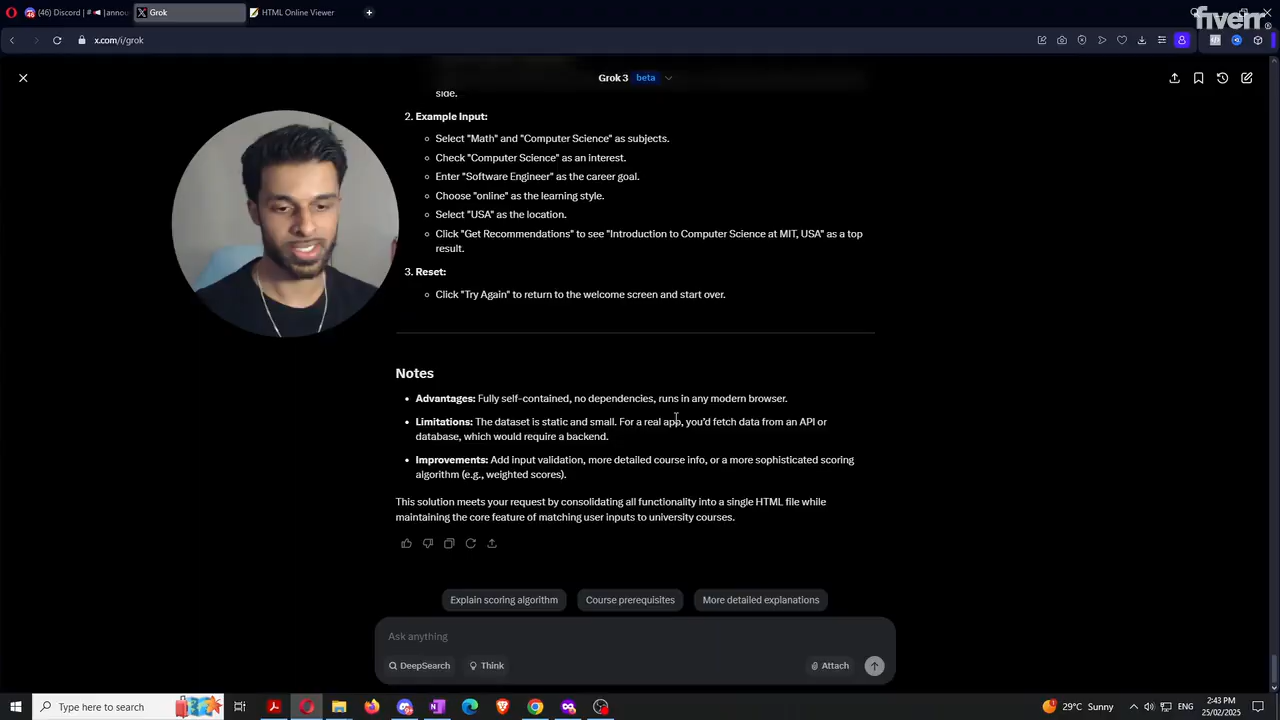 (46) Discord | #
Grok
HTML Online Viewer
fiverr
x.com/i/grok
Grok 3 beta
side.
2. Example Input:
Select "Math" and "Computer Science" as subjects.
Check "Computer Science" as an interest.
Enter "Software Engineer" as the career goal.
Choose "online" as the learning style.
Select "USA" as the location.
Click "Get Recommendations" to see "Introduction to Computer Science at MIT, USA" as a top
result.
3. Reset:
Click "Try Again" to return to the welcome screen and start over.
Notes
Advantages: Fully self-contained, no dependencies, runs in any modern browser.
Limitations: The dataset is static and small. For a real app, you'd fetch data from an API or
database, which would require a backend.
Improvements: Add input validation, more detailed course info, or a more sophisticated scoring
algorithm (e.g., weighted scores).
This solution meets your request by consolidating all functionality into a single HTML file while
maintaining the core feature of matching user inputs to university courses.
Explain scoring algorithm
Course prerequisites
More detailed explanations
Ask anything
DeepSearch
Think
Attach
Type here to search
29°C Sunny
ENG
2:43 PM
25/02/2025